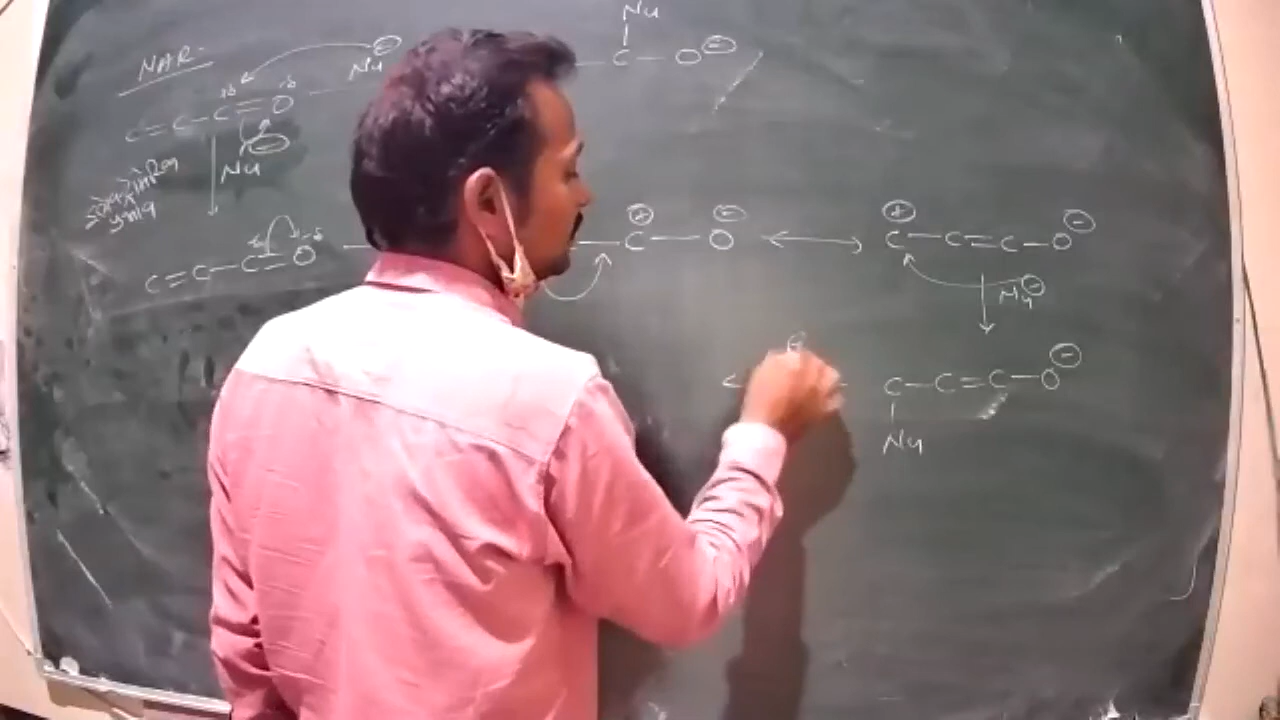 NAR
Nu⊖
Nu
C — O⊖
δ+ δ-
C = C - C = O
Nu⊖
C = C - C = O
⊕ ⊖
C — O ⟷
⊕ ⊖
C — C = C - O
Nu⊖
⊖
C — C = C - O
Nu